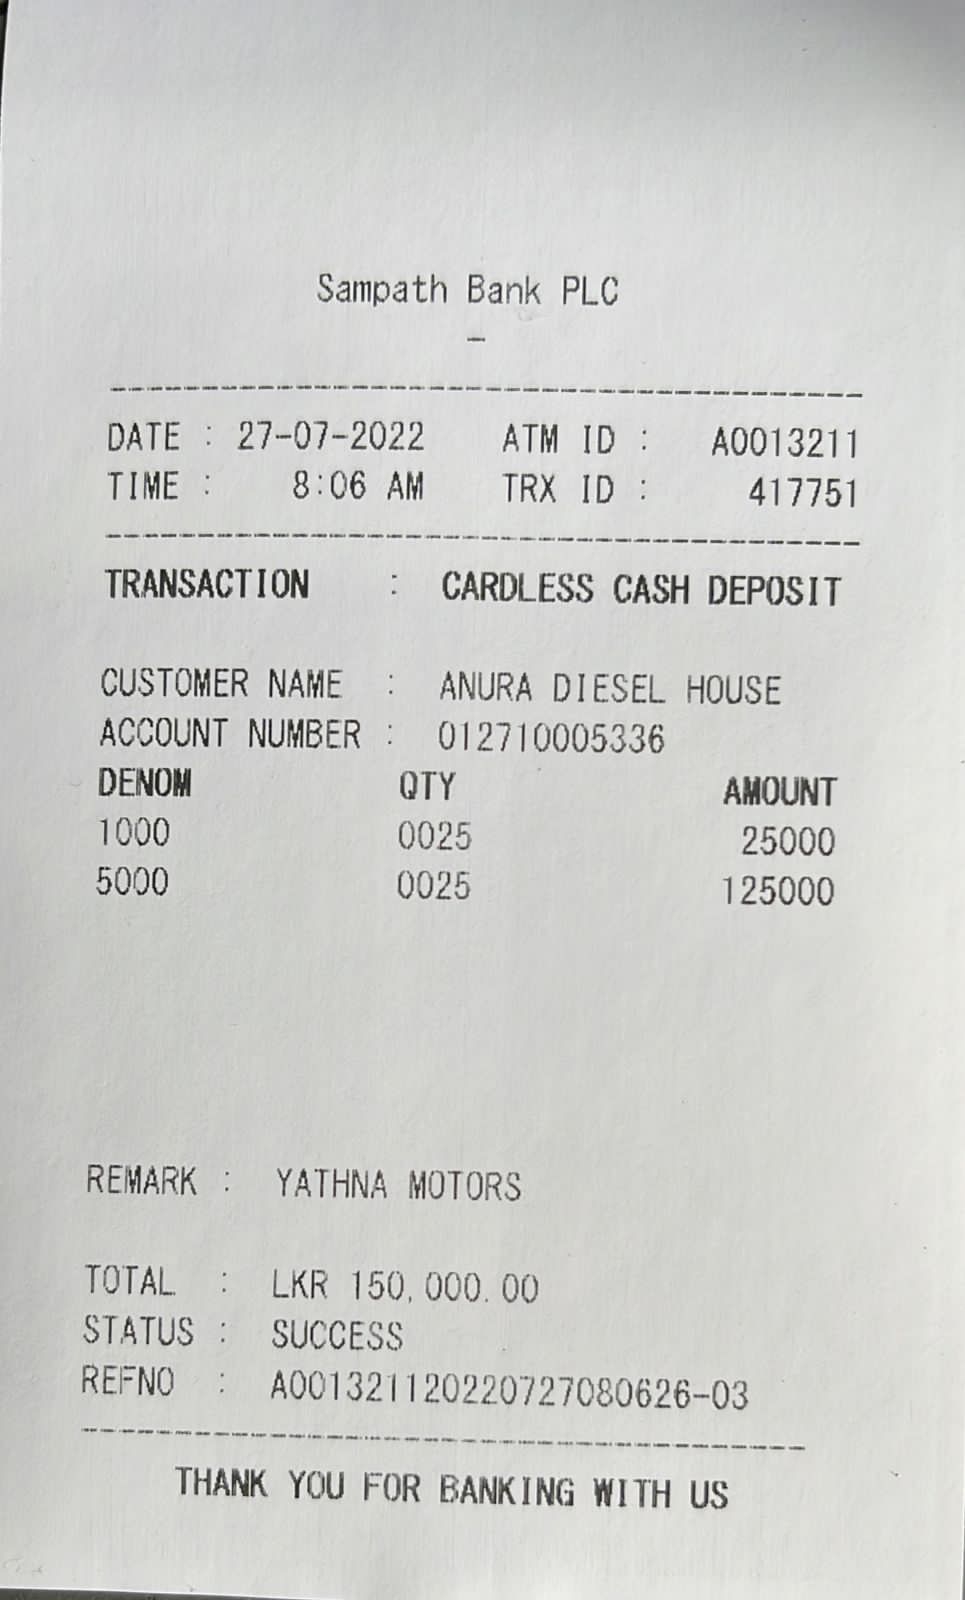 Sampath Bank PLC
-
DATE : 27-07-2022 ATM ID : A0013211
TIME : 8:06 AM TRX ID : 417751
TRANSACTION : CARDLESS CASH DEPOSIT
CUSTOMER NAME : ANURA DIESEL HOUSE
ACCOUNT NUMBER : 012710005336
DENOM QTY AMOUNT
1000 0025 25000
5000 0025 125000
REMARK : YATHNA MOTORS
TOTAL : LKR 150,000.00
STATUS : SUCCESS
REFNO : A001321120220727080626-03
THANK YOU FOR BANKING WITH US